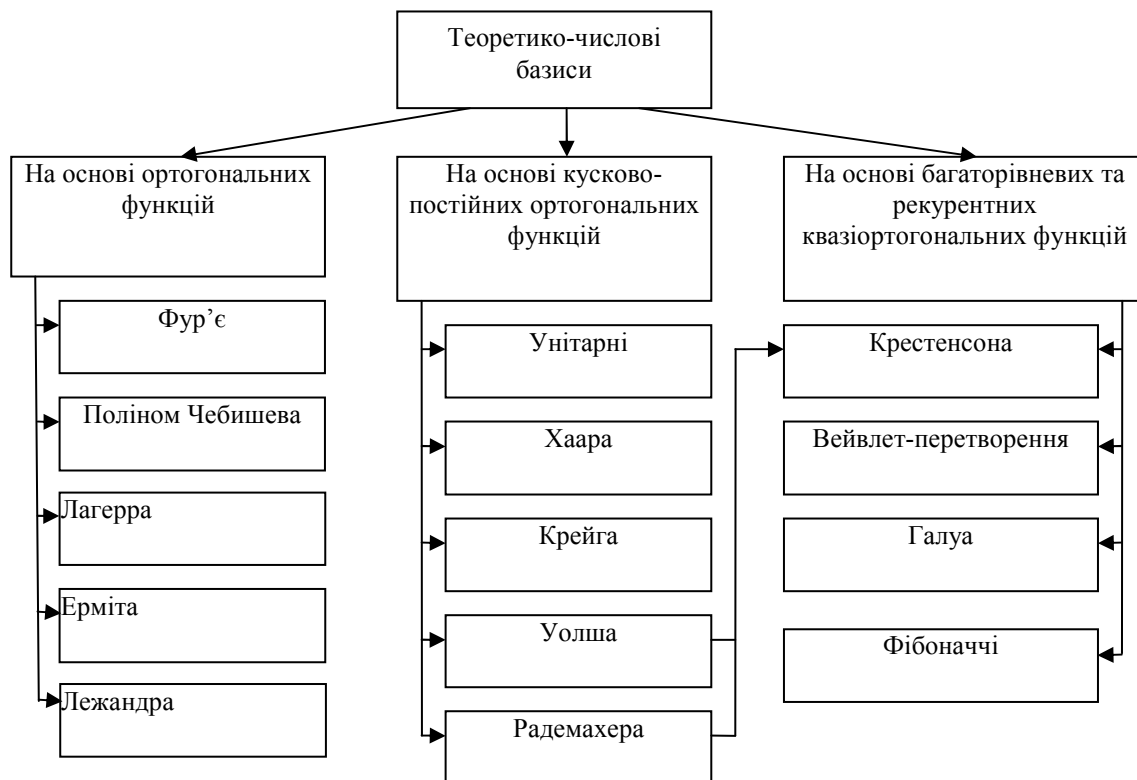 Теоретико-числові
базиси
На основі ортогональних
функцій
На основі кусково-
постійних ортогональних
функцій
На основі багаторівневих та
рекурентних
квазіортогональних функцій
Фур’є
Поліном Чебишева
Лагерра
Ерміта
Лежандра
Унітарні
Хаара
Крейга
Уолша
Радемахера
Крестенсона
Вейвлет-перетворення
Галуа
Фібоначчі